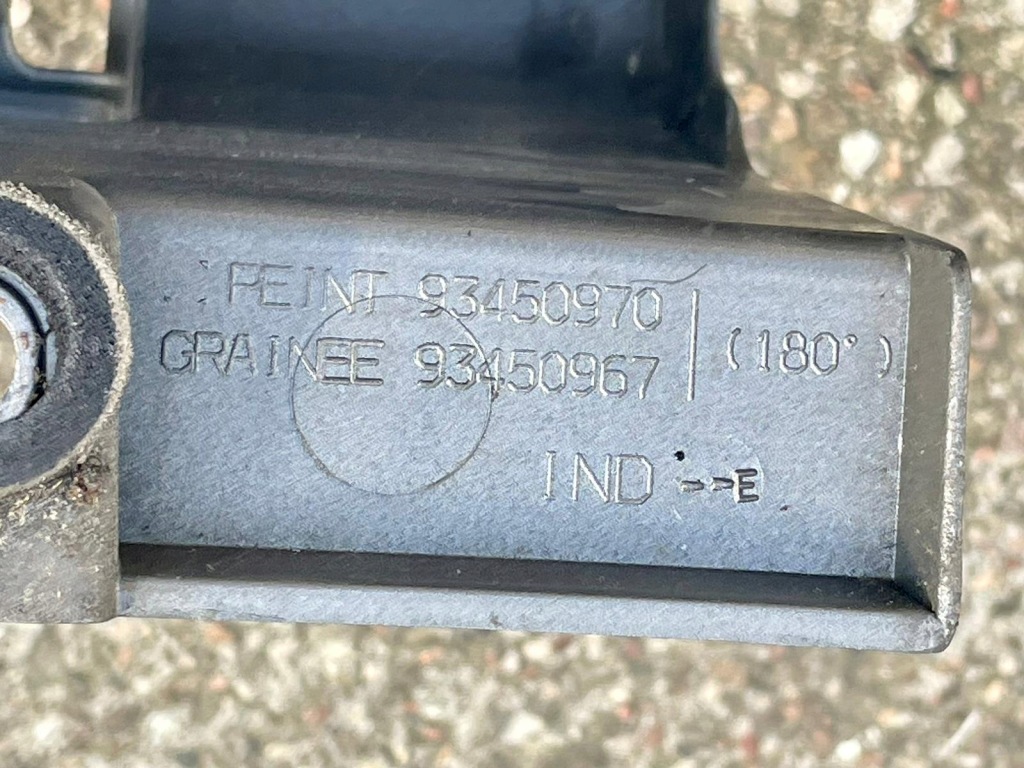 PEINT 93450970
GRAINEE 93450967 (180°)
IND --E